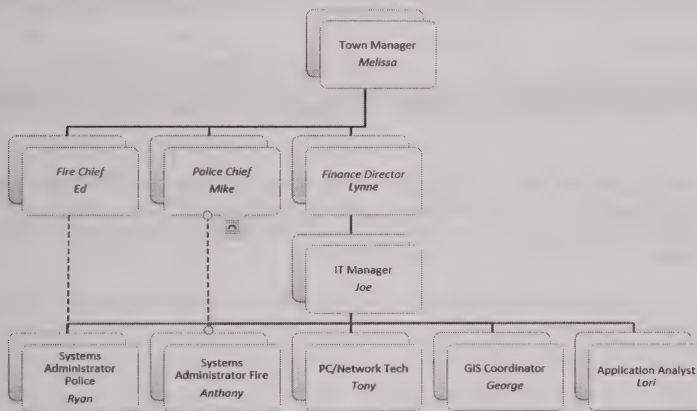 Town Manager
Melissa
Fire Chief
Ed
Police Chief
Mike
Finance Director
Lynne
IT Manager
Joe
Systems
Administrator
Police
Ryan
Systems
Administrator Fire
Anthony
PC/Network Tech
Tony
GIS Coordinator
George
Application Analyst
Lori